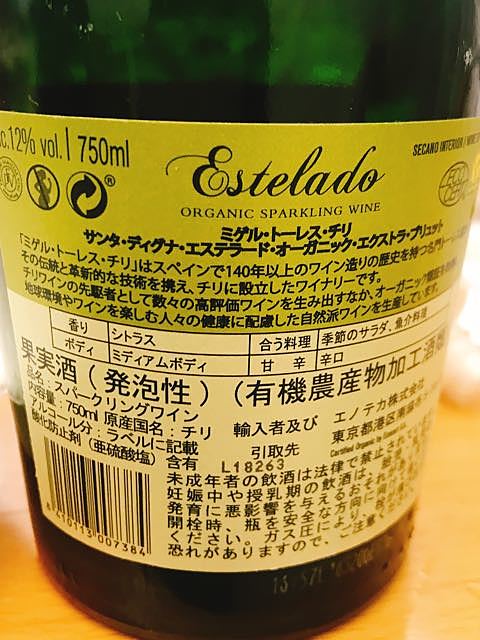 12% vol. | 750ml
Estelado
SECANO INTERIOR /
ORGANIC SPARKLING WINE
ミゲル・トーレス・チリ
サンタ・ディグナ・エステラード・オーガニック・エクストラ・ブリュット
「ミゲル・トーレス・チリ」はスペインで140年以上のワイン造りの歴史を持つ名門
その伝統と革新的な技術を携え、チリに設立したワイナリーです。
チリワインの先駆者として数々の高評価ワインを生み出すなか、オーガニック
地球環境やワインを楽しむ人々の健康に配慮した自然派ワインを生産しています。
香り シトラス 合う料理 季節のサラダ、魚介料理
ボディ ミディアムボディ 甘辛 辛口
果実酒(発泡性)(有機農産物加工酒類
品名:スパークリングワイン
内容量:750ml 原産国名:チリ
アルコール分:ラベルに記載
酸化防止剤(亜硫酸塩)含有
輸入者及び引取先
エノテカ株式会社
東京都港区南麻布
L18263
未成年者の飲酒は法律で禁止され
妊娠中や授乳期の飲酒は、胎児
発育に悪影響を与えるおそれが
開栓時、瓶を安全な方向に向け
ください。ガス圧により、
恐れがありますので、ご注意く
8 410113 007384